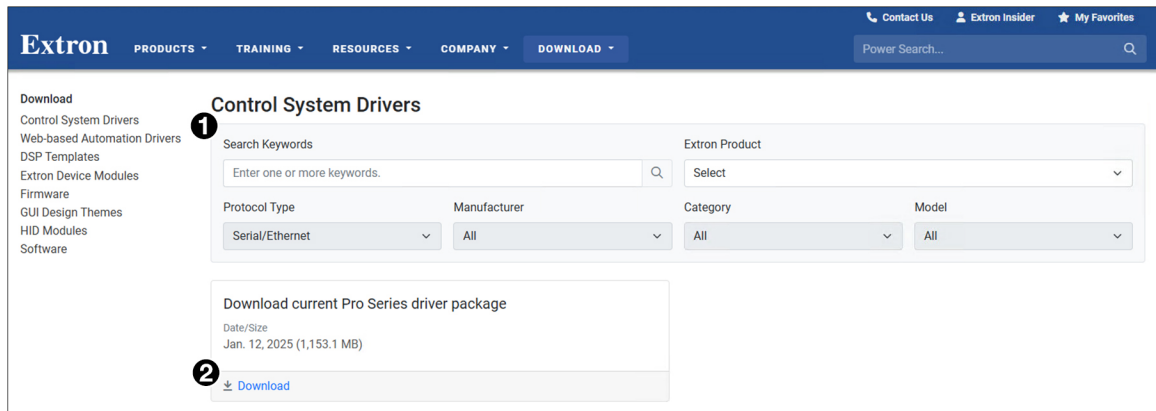 Contact Us Extron Insider My Favorites
Extron PRODUCTS TRAINING RESOURCES COMPANY DOWNLOAD Power Search...
Download
Control System Drivers
Web-based Automation Drivers
DSP Templates
Extron Device Modules
Firmware
GUI Design Themes
HID Modules
Software
Control System Drivers
1
Search Keywords Extron Product
Enter one or more keywords. Select
Protocol Type Manufacturer Category Model
Serial/Ethernet All All All
Download current Pro Series driver package
Date/Size
Jan. 12, 2025 (1,153.1 MB)
2
Download